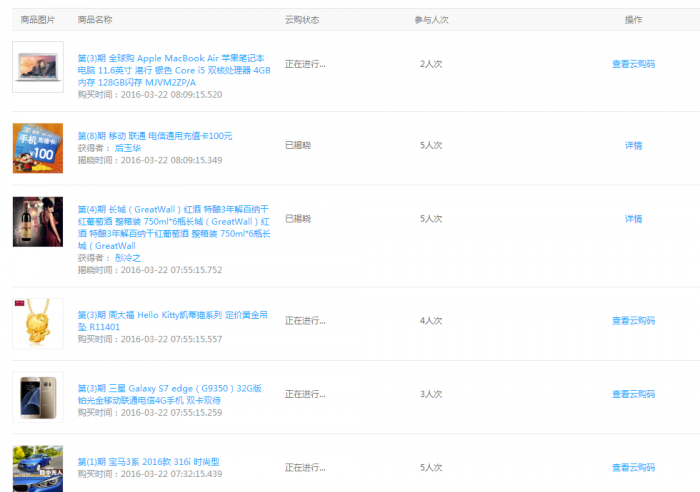 商品图片 商品名称 云购状态 参与人次 操作
第(3)期 全球购 Apple MacBook Air 苹果笔记本
电脑 11.6英寸 港行 银色 Core i5 双核处理器 4GB
内存 128GB闪存 MJVM2ZP/A
购买时间：2016-03-22 08:09:15.520
正在进行... 2人次 查看云购码
手机充值卡
¥100
第(8)期 移动 联通 电信通用充值卡100元
获得者： 后玉华
揭晓时间：2016-03-22 08:09:15.349
已揭晓 5人次 详情
第(4)期 长城（GreatWall）红酒 特酿3年解百纳干
红葡萄酒 整箱装 750ml*6瓶长城（GreatWall）红
酒 特酿3年解百纳干红葡萄酒 整箱装 750ml*6瓶长
城（GreatWall
获得者： 彭冷之
揭晓时间：2016-03-22 07:55:15.752
已揭晓 5人次 详情
第(3)期 周大福 Hello Kitty凯蒂猫系列 定价黄金吊
坠 R11401
购买时间：2016-03-22 07:55:15.557
正在进行... 4人次 查看云购码
第(3)期 三星 Galaxy S7 edge（G9350）32G版
铂光金移动联通电信4G手机 双卡双待
购买时间：2016-03-22 07:55:15.259
正在进行... 3人次 查看云购码
第(1)期 宝马3系 2016款 316i 时尚型
购买时间：2016-03-22 07:32:15.439
正在进行... 5人次 查看云购码